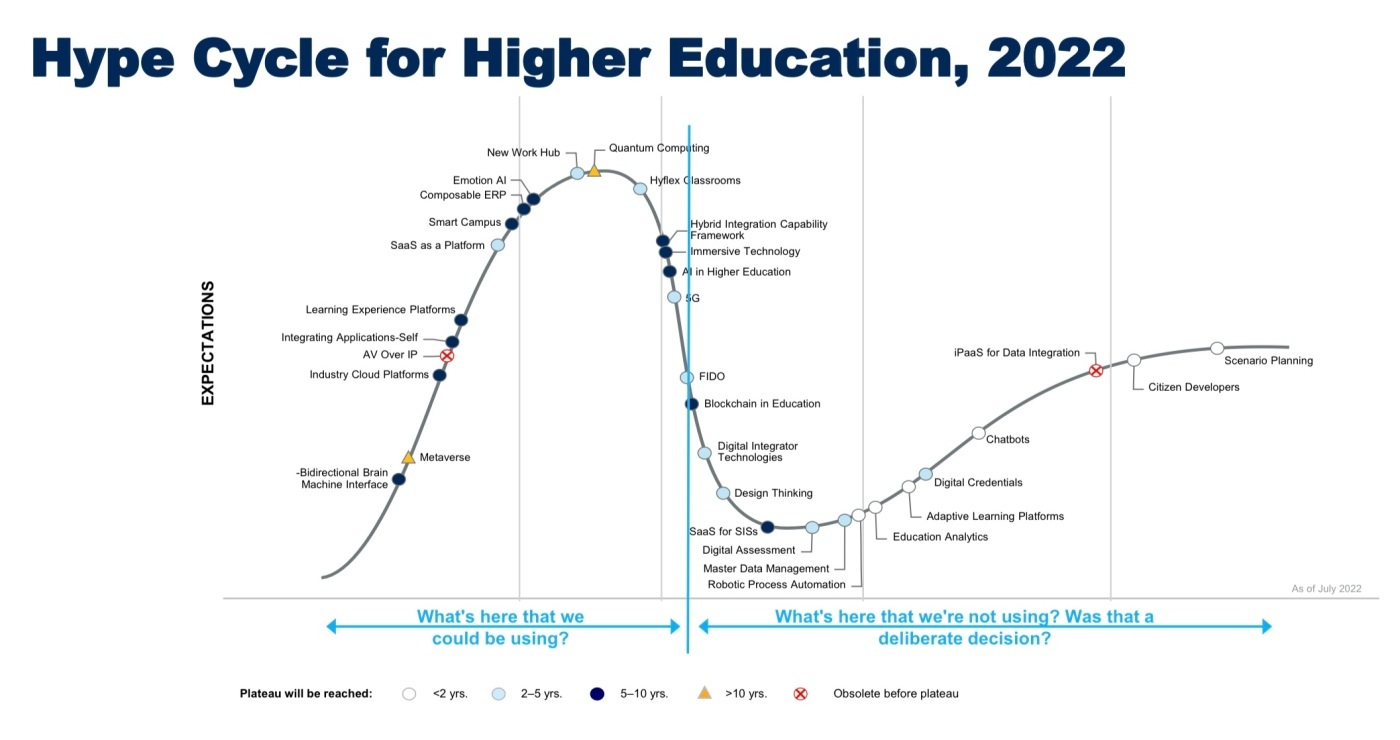 Hype Cycle for Higher Education, 2022
New Work Hub
Quantum Computing
Emotion AI
Hyflex Classrooms
Composable ERP
Smart Campus
Hybrid Integration Capability
Framework
SaaS as a Platform
Immersive Technology
AI in Higher Education
5G
Learning Experience Platforms
Integrating Applications-Self
AV Over IP
Industry Cloud Platforms
EXPECTATIONS
iPaaS for Data Integration
Scenario Planning
FIDO
Citizen Developers
Blockchain in Education
Chatbots
Digital Integrator
Technologies
Metaverse
-Bidirectional Brain
Machine Interface
Digital Credentials
Design Thinking
Adaptive Learning Platforms
SaaS for SISs
Education Analytics
Digital Assessment
Master Data Management
Robotic Process Automation
As of July 2022
What's here that we
could be using?
What's here that we're not using? Was that a
deliberate decision?
Plateau will be reached: <2 yrs. 2–5 yrs. 5–10 yrs. >10 yrs. Obsolete before plateau